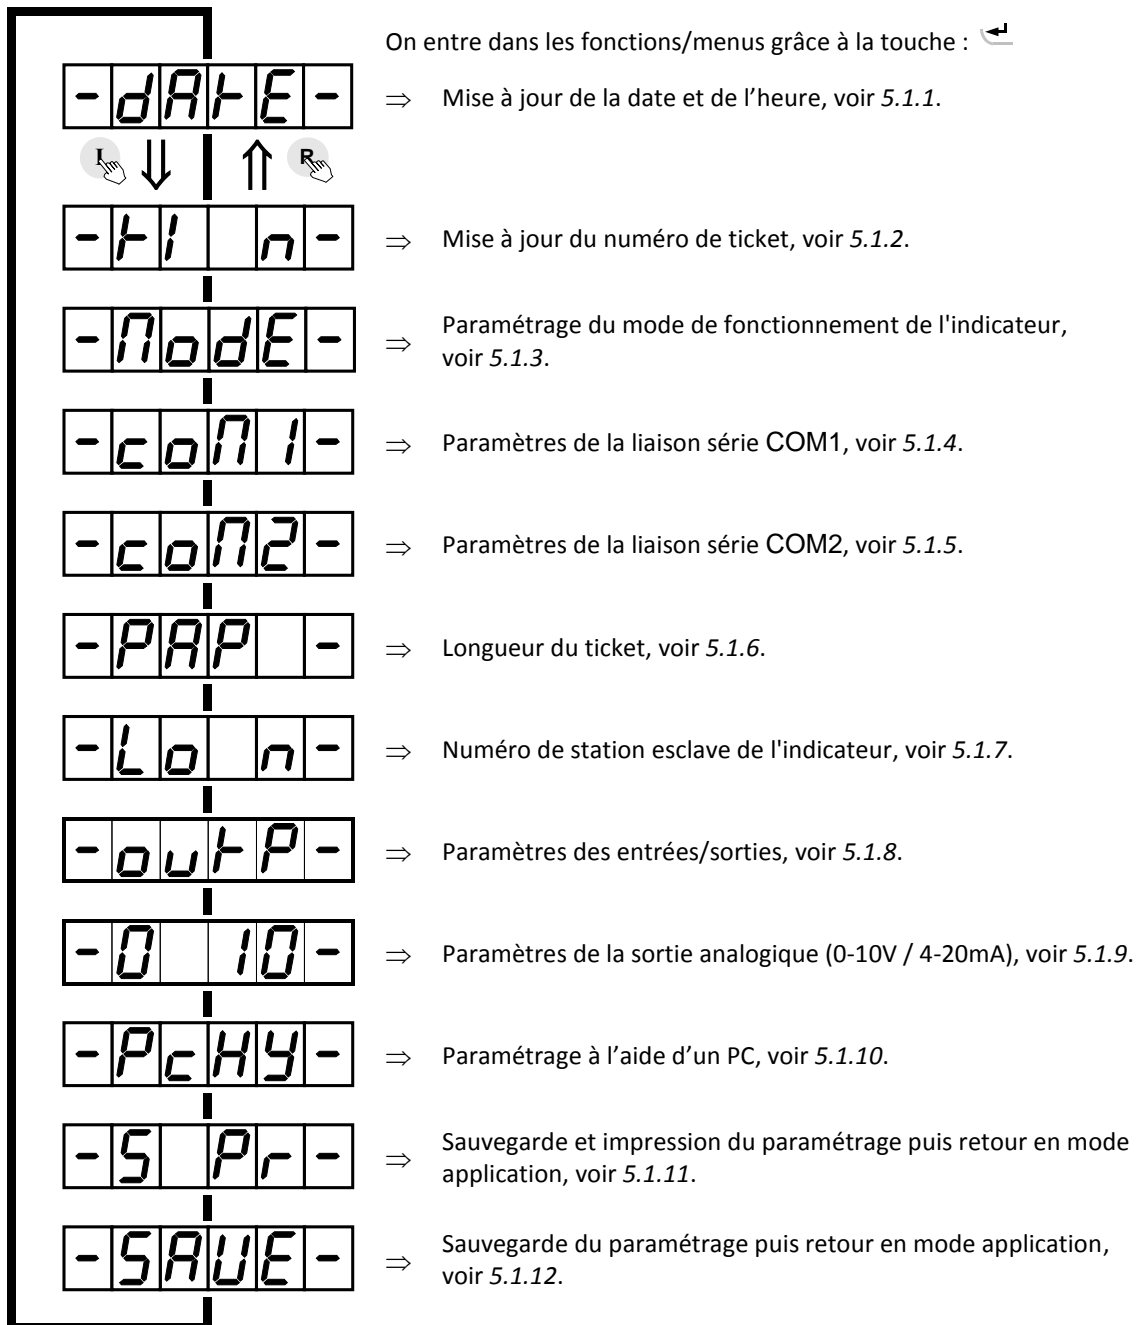 On entre dans les fonctions/menus grâce à la touche :
-dAtE- ⇒ Mise à jour de la date et de l’heure, voir 5.1.1.
I ⇓ ⇑ R
-tI n- ⇒ Mise à jour du numéro de ticket, voir 5.1.2.
-ModE- ⇒ Paramétrage du mode de fonctionnement de l'indicateur,
voir 5.1.3.
-coM1- ⇒ Paramètres de la liaison série COM1, voir 5.1.4.
-coM2- ⇒ Paramètres de la liaison série COM2, voir 5.1.5.
-PAP - ⇒ Longueur du ticket, voir 5.1.6.
-Lo n- ⇒ Numéro de station esclave de l'indicateur, voir 5.1.7.
-outP- ⇒ Paramètres des entrées/sorties, voir 5.1.8.
-0 10- ⇒ Paramètres de la sortie analogique (0-10V / 4-20mA), voir 5.1.9.
-PcHY- ⇒ Paramétrage à l’aide d’un PC, voir 5.1.10.
-S Pr- ⇒ Sauvegarde et impression du paramétrage puis retour en mode
application, voir 5.1.11.
-SAUE- ⇒ Sauvegarde du paramétrage puis retour en mode application,
voir 5.1.12.